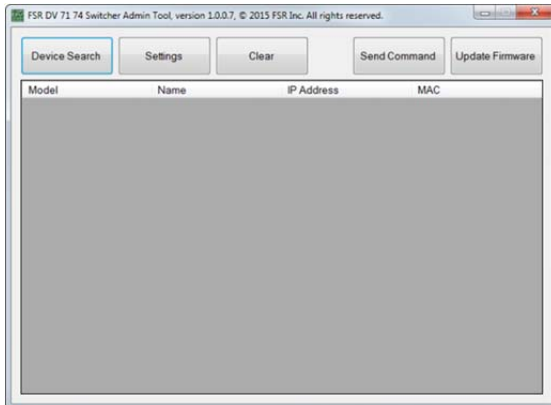 FSR DV 71 74 Switcher Admin Tool, version 1.0.0.7, © 2015 FSR Inc. All rights reserved.
Device Search Settings Clear Send Command Update Firmware
Model Name IP Address MAC